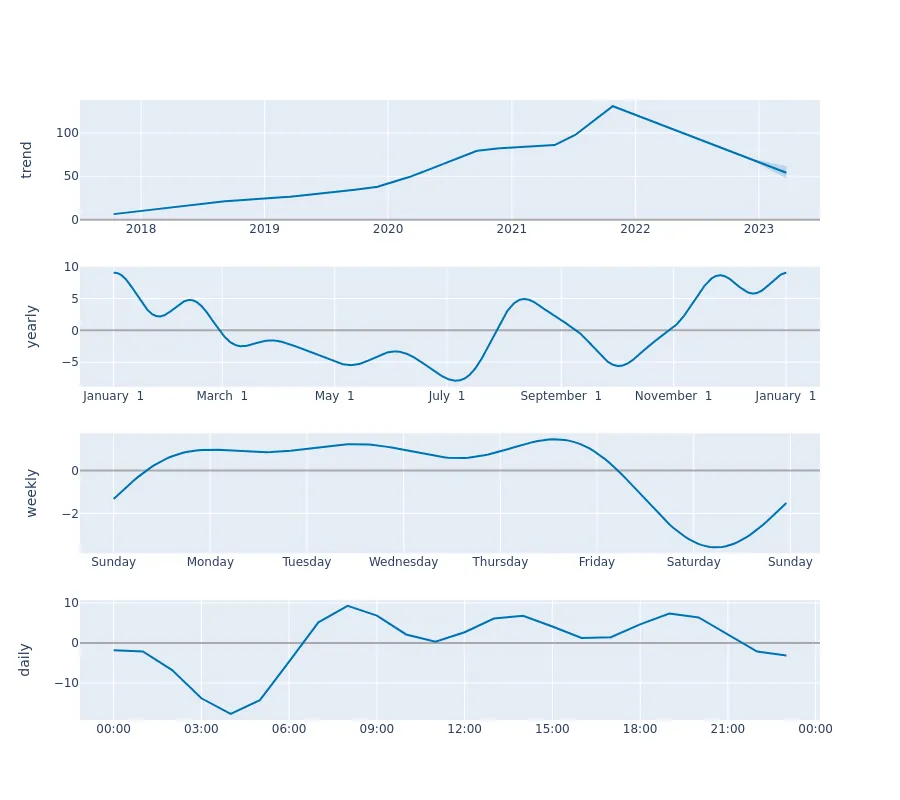 trend
100
50
0
2018 2019 2020 2021 2022 2023
yearly
10
5
0
−5
January 1 March 1 May 1 July 1 September 1 November 1 January 1
weekly
0
−2
Sunday Monday Tuesday Wednesday Thursday Friday Saturday Sunday
daily
10
0
−10
00:00 03:00 06:00 09:00 12:00 15:00 18:00 21:00 00:00